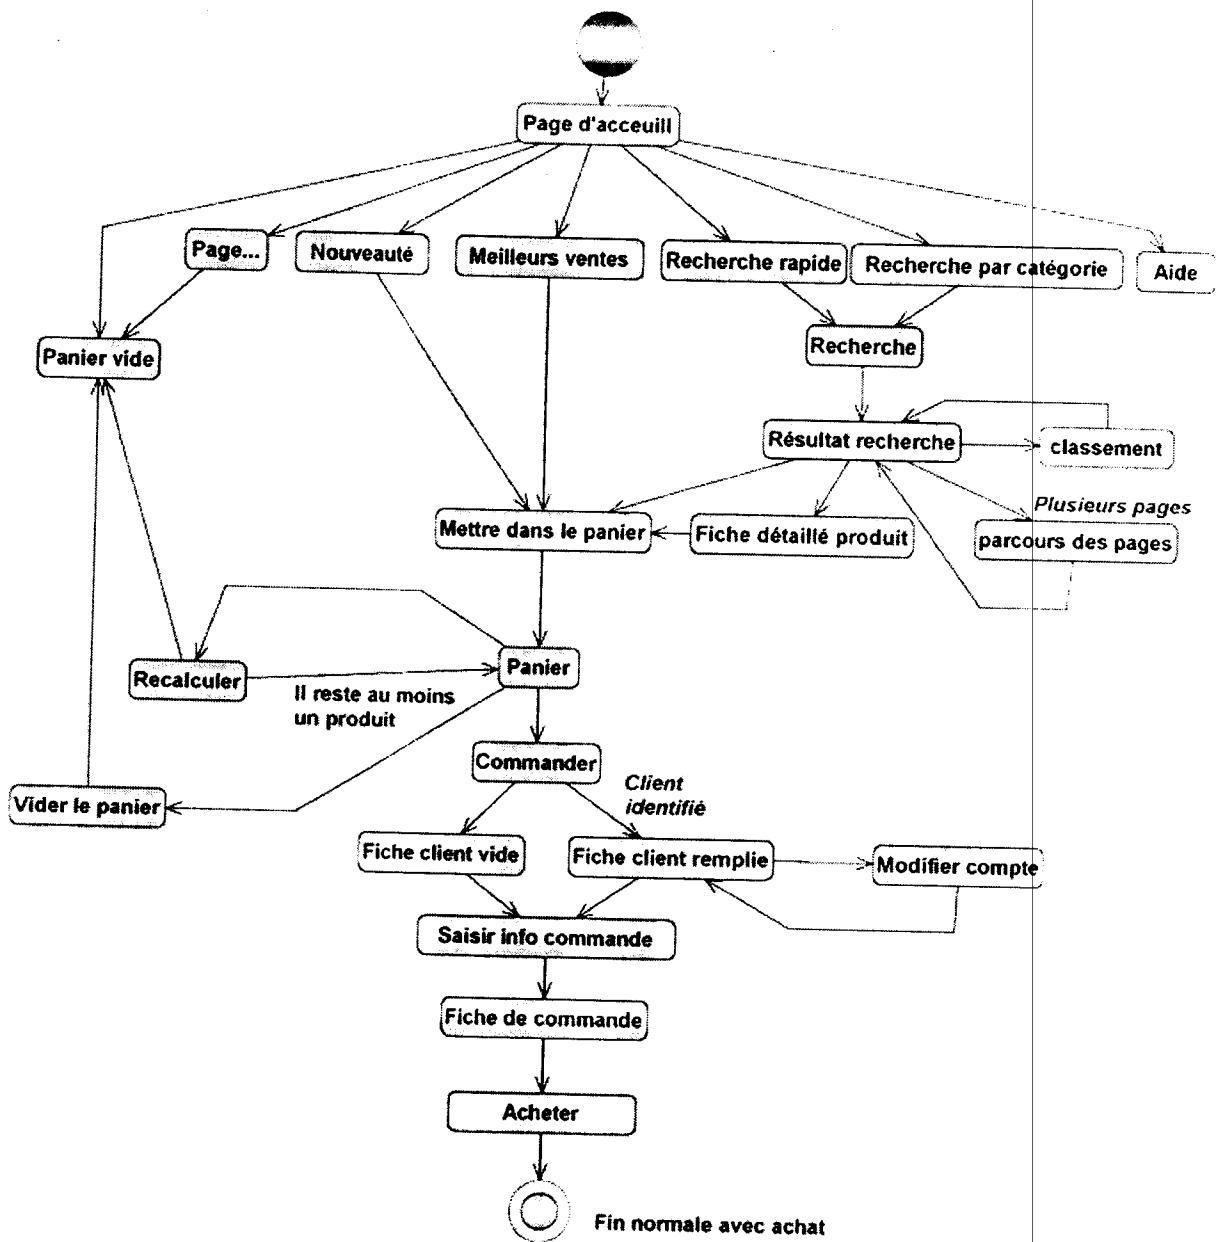 Page d'acceuill
Page...
Nouveauté
Meilleurs ventes
Recherche rapide
Recherche par catégorie
Aide
Panier vide
Recherche
Résultat recherche
classement
Plusieurs pages
Mettre dans le panier
Fiche détaillé produit
parcours des pages
Recalculer
Il reste au moins
un produit
Panier
Commander
Vider le panier
Client
identifié
Fiche client vide
Fiche client remplie
Modifier compte
Saisir info commande
Fiche de commande
Acheter
Fin normale avec achat